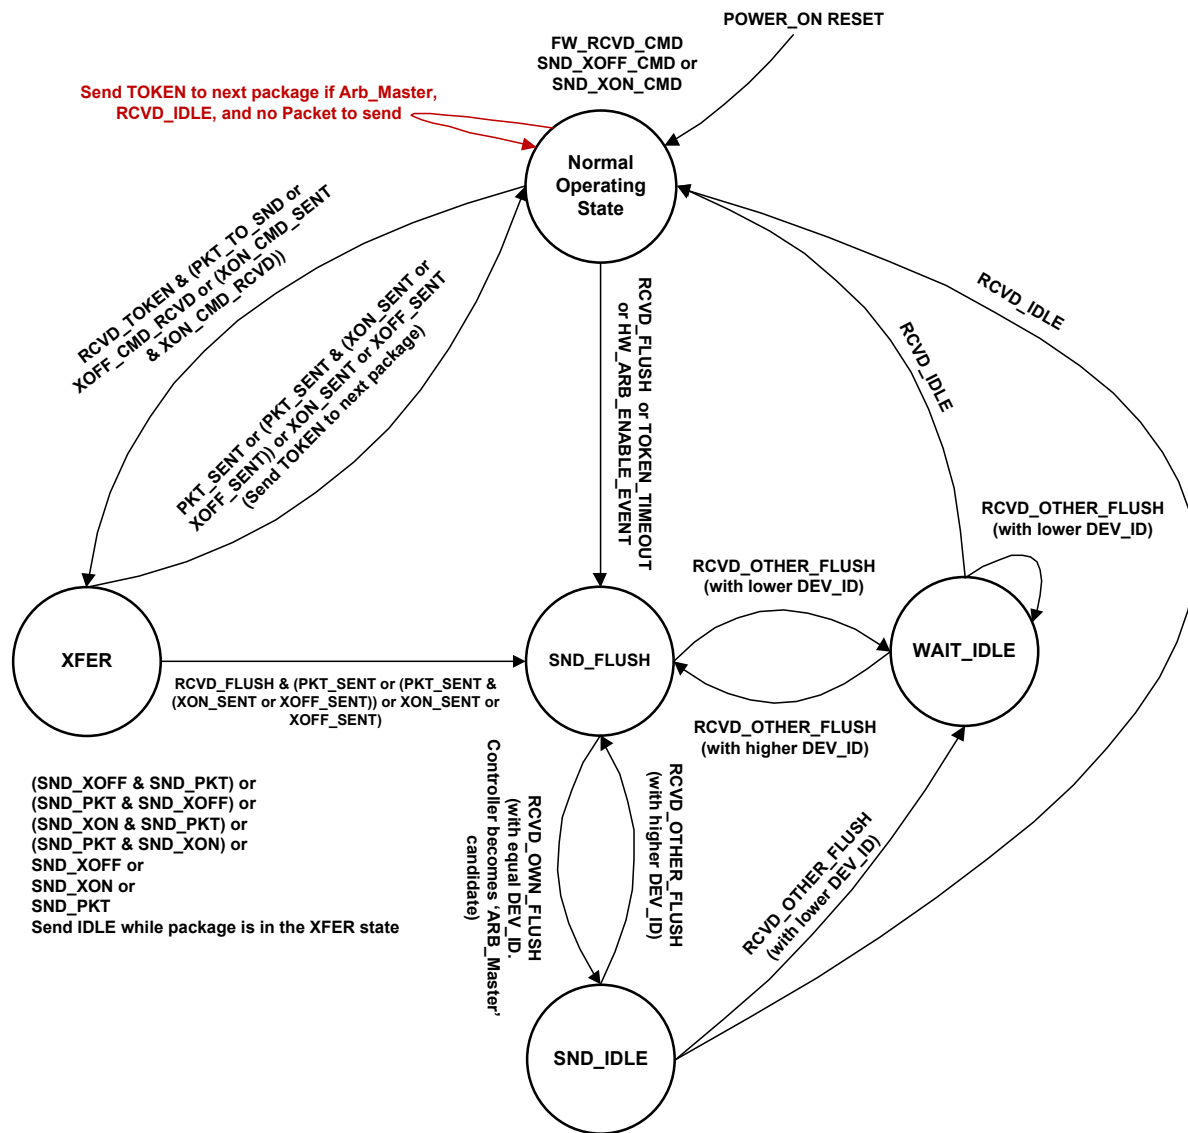 POWER_ON RESET
FW_RCVD_CMD
SND_XOFF_CMD or
SND_XON_CMD
Send TOKEN to next package if Arb_Master,
RCVD_IDLE, and no Packet to send
Normal
Operating
State
RCVD_TOKEN & (PKT_TO_SND or
XOFF_CMD_RCVD or (XON_CMD_SENT
& XON_CMD_RCVD))
PKT_SENT or (PKT_SENT & (XON_SENT or
XOFF_SENT)) or XON_SENT or XOFF_SENT
(Send TOKEN to next package)
RCVD_FLUSH or TOKEN_TIMEOUT
or HW_ARB_ENABLE_EVENT
RCVD_IDLE
RCVD_IDLE
RCVD_OTHER_FLUSH
(with lower DEV_ID)
RCVD_OTHER_FLUSH
(with lower DEV_ID)
XFER
SND_FLUSH
WAIT_IDLE
RCVD_FLUSH & (PKT_SENT or (PKT_SENT &
(XON_SENT or XOFF_SENT)) or XON_SENT or
XOFF_SENT)
RCVD_OTHER_FLUSH
(with higher DEV_ID)
(SND_XOFF & SND_PKT) or
(SND_PKT & SND_XOFF) or
(SND_XON & SND_PKT) or
(SND_PKT & SND_XON) or
SND_XOFF or
SND_XON or
SND_PKT
Send IDLE while package is in the XFER state
RCVD_OWN_FLUSH
(with equal DEV_ID.
Controller becomes 'ARB_Master'
candidate)
RCVD_OTHER_FLUSH
(with higher DEV_ID)
RCVD_OTHER_FLUSH
(with lower DEV_ID)
SND_IDLE